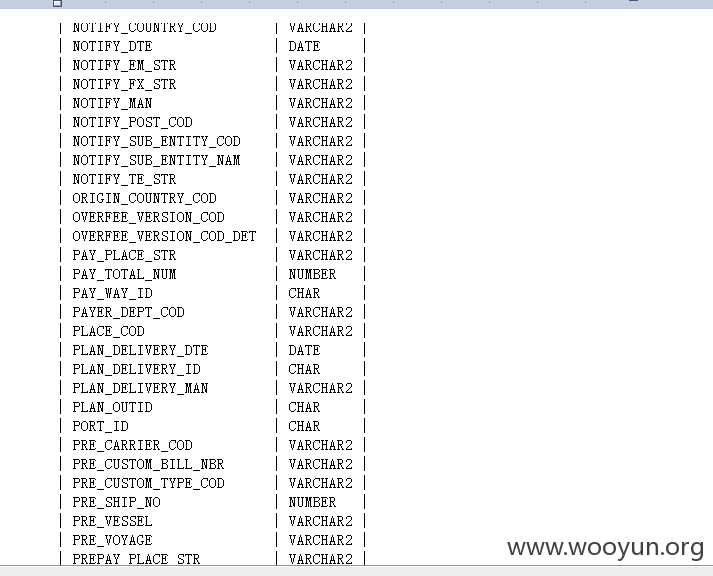 | NOTIFY_COUNTRY_COD | VARCHAR2 |
| NOTIFY_DTE | DATE |
| NOTIFY_EM_STR | VARCHAR2 |
| NOTIFY_FX_STR | VARCHAR2 |
| NOTIFY_MAN | VARCHAR2 |
| NOTIFY_POST_COD | VARCHAR2 |
| NOTIFY_SUB_ENTITY_COD | VARCHAR2 |
| NOTIFY_SUB_ENTITY_NAM | VARCHAR2 |
| NOTIFY_TE_STR | VARCHAR2 |
| ORIGIN_COUNTRY_COD | VARCHAR2 |
| OVERFEE_VERSION_COD | VARCHAR2 |
| OVERFEE_VERSION_COD_DET | VARCHAR2 |
| PAY_PLACE_STR | VARCHAR2 |
| PAY_TOTAL_NUM | NUMBER |
| PAY_WAY_ID | CHAR |
| PAYER_DEPT_COD | VARCHAR2 |
| PLACE_COD | VARCHAR2 |
| PLAN_DELIVERY_DTE | DATE |
| PLAN_DELIVERY_ID | CHAR |
| PLAN_DELIVERY_MAN | VARCHAR2 |
| PLAN_OUTID | CHAR |
| PORT_ID | CHAR |
| PRE_CARRIER_COD | VARCHAR2 |
| PRE_CUSTOM_BILL_NBR | VARCHAR2 |
| PRE_CUSTOM_TYPE_COD | VARCHAR2 |
| PRE_SHIP_NO | NUMBER |
| PRE_VESSEL | VARCHAR2 |
| PRE_VOYAGE | VARCHAR2 |
| PREPAY_PLACE_STR | VARCHAR2 |
www.wooyun.org